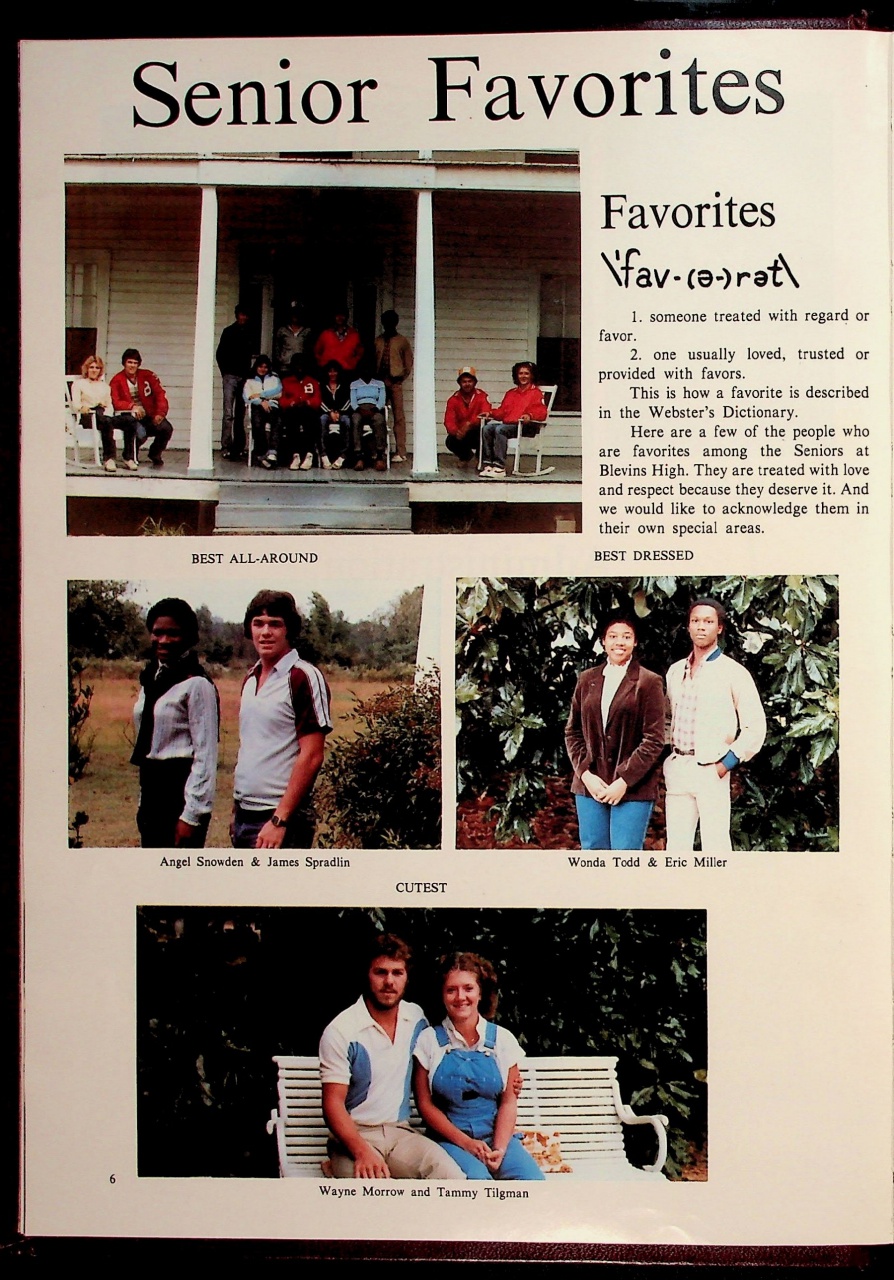 Senior Favorites
Favorites
\'fav-(ə-)rət\
1. someone treated with regard or
favor.
2. one usually loved, trusted or
provided with favors.
This is how a favorite is described
in the Webster's Dictionary.
Here are a few of the people who
are favorites among the Seniors at
Blevins High. They are treated with love
and respect because they deserve it. And
we would like to acknowledge them in
their own special areas.
BEST ALL-AROUND
BEST DRESSED
Angel Snowden & James Spradlin
Wonda Todd & Eric Miller
CUTEST
Wayne Morrow and Tammy Tilgman
6